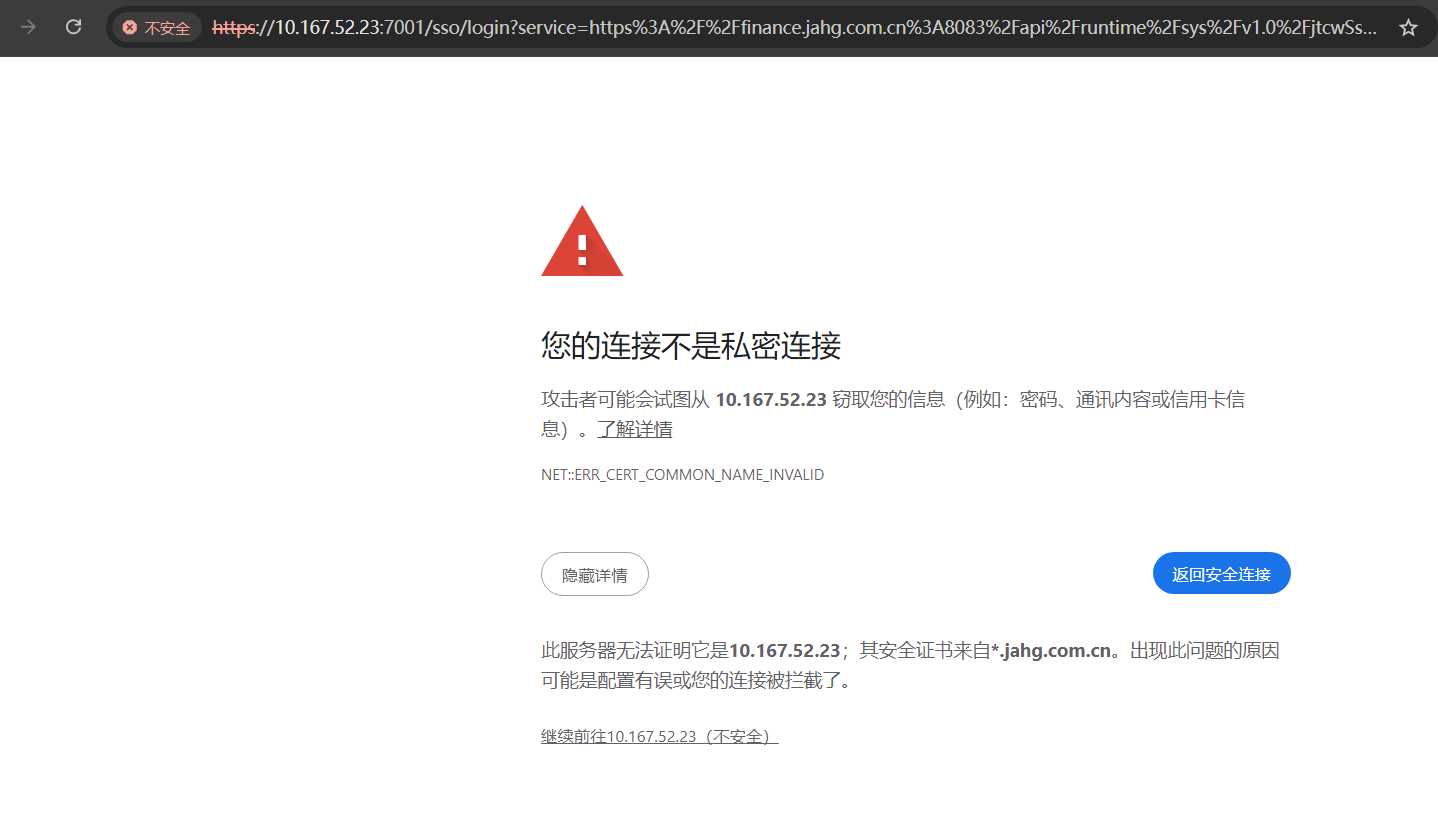 不安全 https://10.167.52.23:7001/sso/login?service=https%3A%2F%2Ffinance.jahg.com.cn%3A8083%2Fapi%2Fruntime%2Fsys%2Fv1.0%2FjtcwSs...
您的连接不是私密连接
攻击者可能会试图从 10.167.52.23 窃取您的信息（例如：密码、通讯内容或信用卡信
息）。了解详情
NET::ERR_CERT_COMMON_NAME_INVALID
隐藏详情 返回安全连接
此服务器无法证明它是10.167.52.23；其安全证书来自*.jahg.com.cn。出现此问题的原因
可能是配置有误或您的连接被拦截了。
继续前往10.167.52.23（不安全）